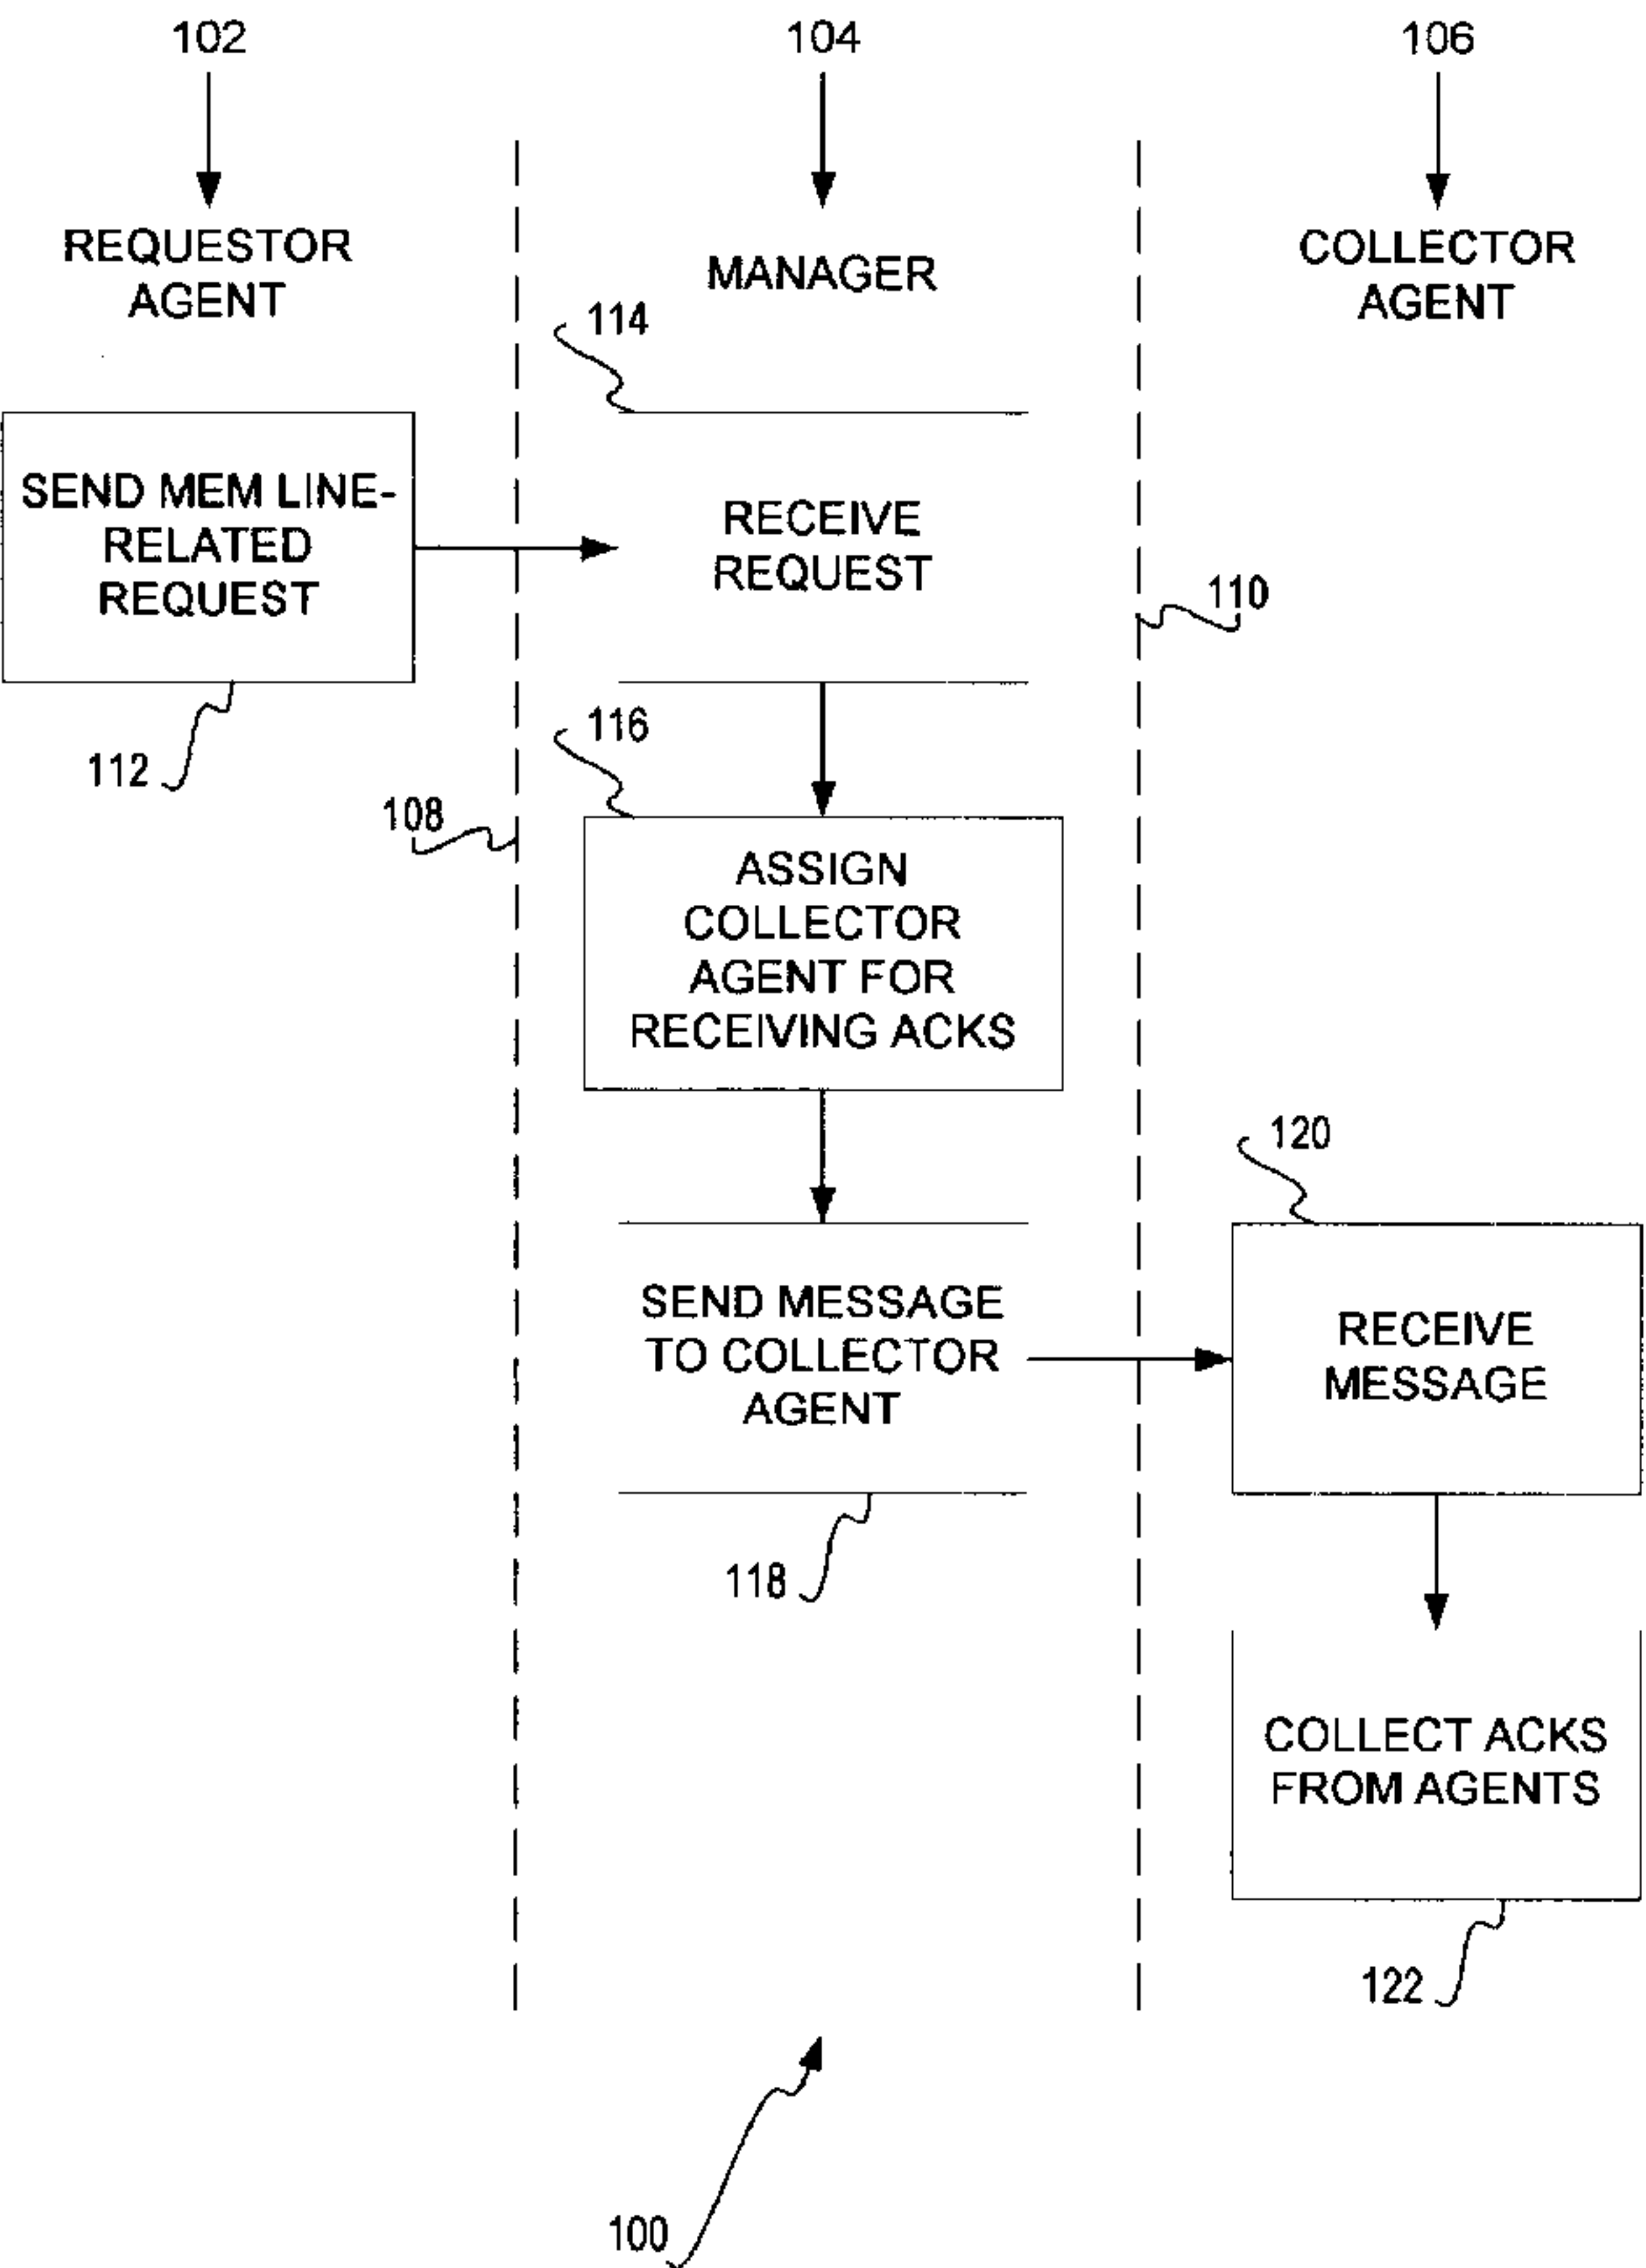 102
104
106
REQUESTOR
AGENT
MANAGER
COLLECTOR
AGENT
114
SEND MEM LINE-
RELATED
REQUEST
RECEIVE
REQUEST
110
112
116
108
ASSIGN
COLLECTOR
AGENT FOR
RECEIVING ACKS
120
SEND MESSAGE
TO COLLECTOR
AGENT
RECEIVE
MESSAGE
118
COLLECT ACKS
FROM AGENTS
122
100